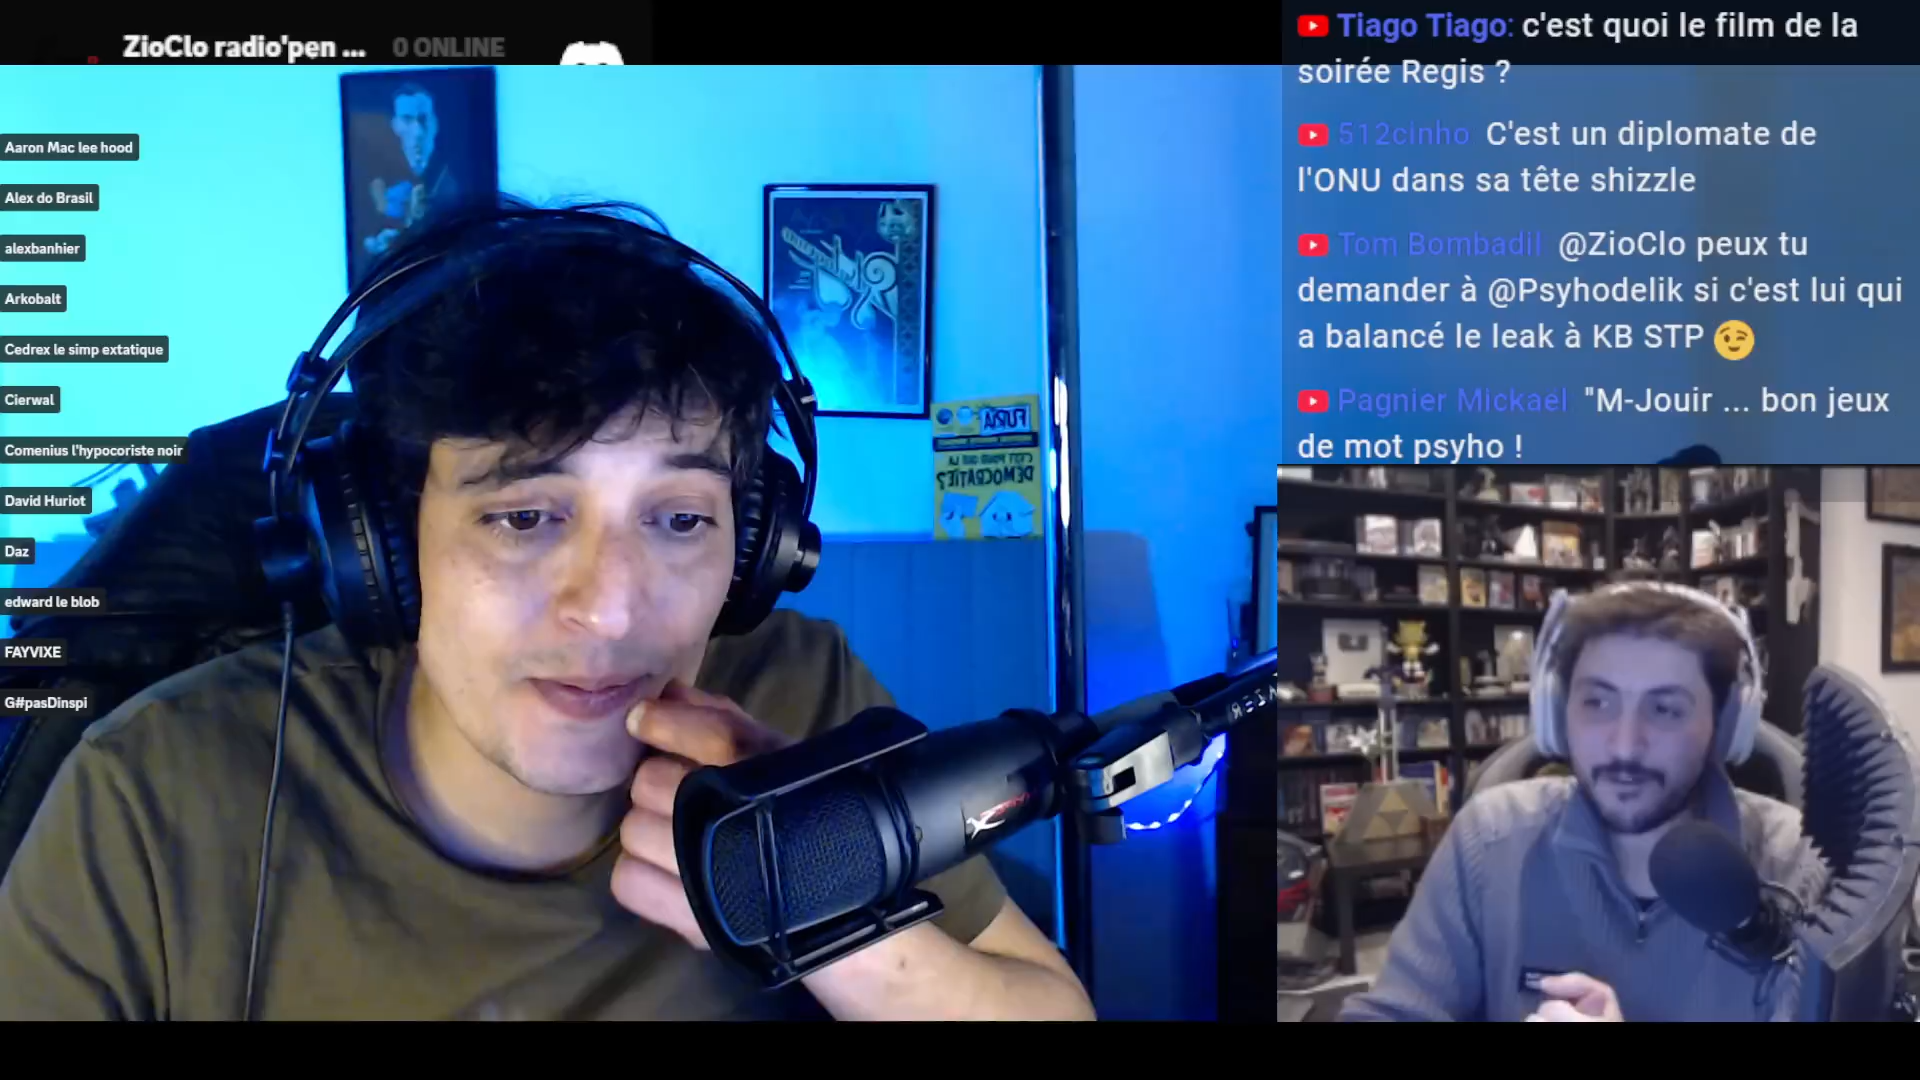 ZioClo radio'pen ... 0 ONLINE
Aaron Mac lee hood
Alex do Brasil
alexbanhier
Arkobalt
Cedrex le simp extatique
Cierwal
Comenius l'hypocoriste noir
David Huriot
Daz
edward le blob
FAYVIXE
G#pasDinspi
FURIA
DÉMOCRATIE?
Tiago Tiago: c'est quoi le film de la
soirée Regis ?
512cinho C'est un diplomate de
l'ONU dans sa tête shizzle
Tom Bombadil @ZioClo peux tu
demander à @Psyhodelik si c'est lui qui
a balancé le leak à KB STP 😉
Pagnier Mickaël "M-Jouir ... bon jeux
de mot psyho !